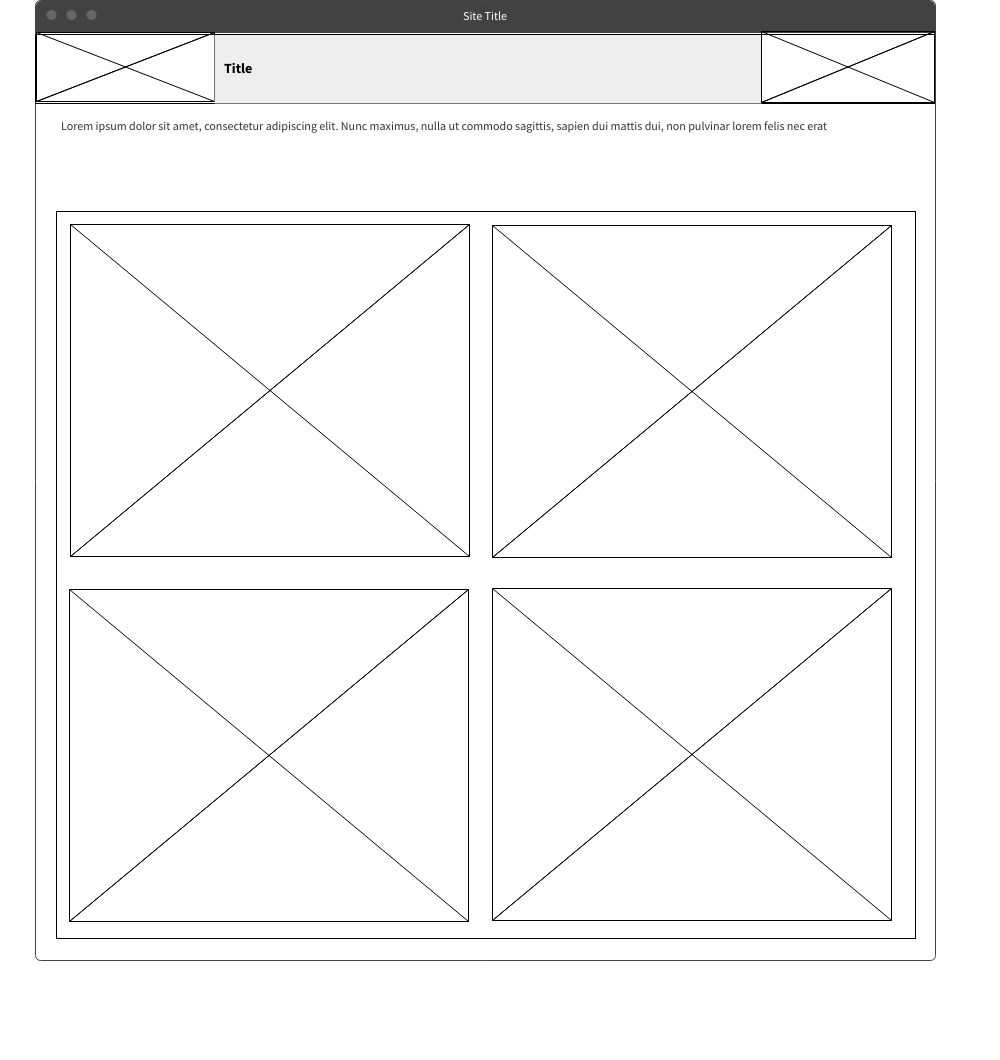 Site Title
Title
Lorem ipsum dolor sit amet, consectetur adipiscing elit. Nunc maximus, nulla ut commodo sagittis, sapien dui mattis dui, non pulvinar lorem felis nec erat